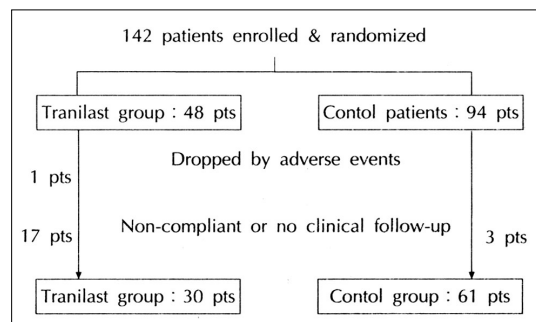 142 patients enrolled & randomized
Tranilast group : 48 pts
Contol patients : 94 pts
Dropped by adverse events
1 pts
Non-compliant or no clinical follow-up
17 pts
3 pts
Tranilast group : 30 pts
Contol group : 61 pts